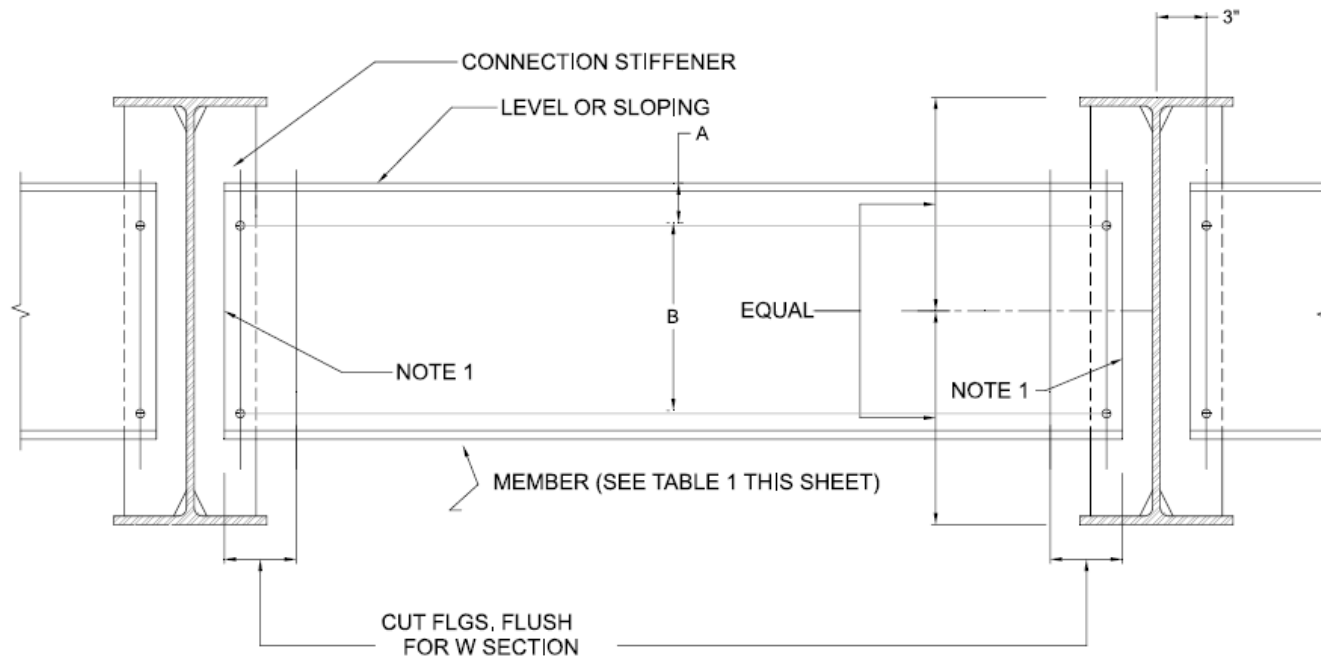 3"
CONNECTION STIFFENER
LEVEL OR SLOPING
A
B
EQUAL
NOTE 1
NOTE 1
MEMBER (SEE TABLE 1 THIS SHEET)
CUT FLGS. FLUSH
FOR W SECTION